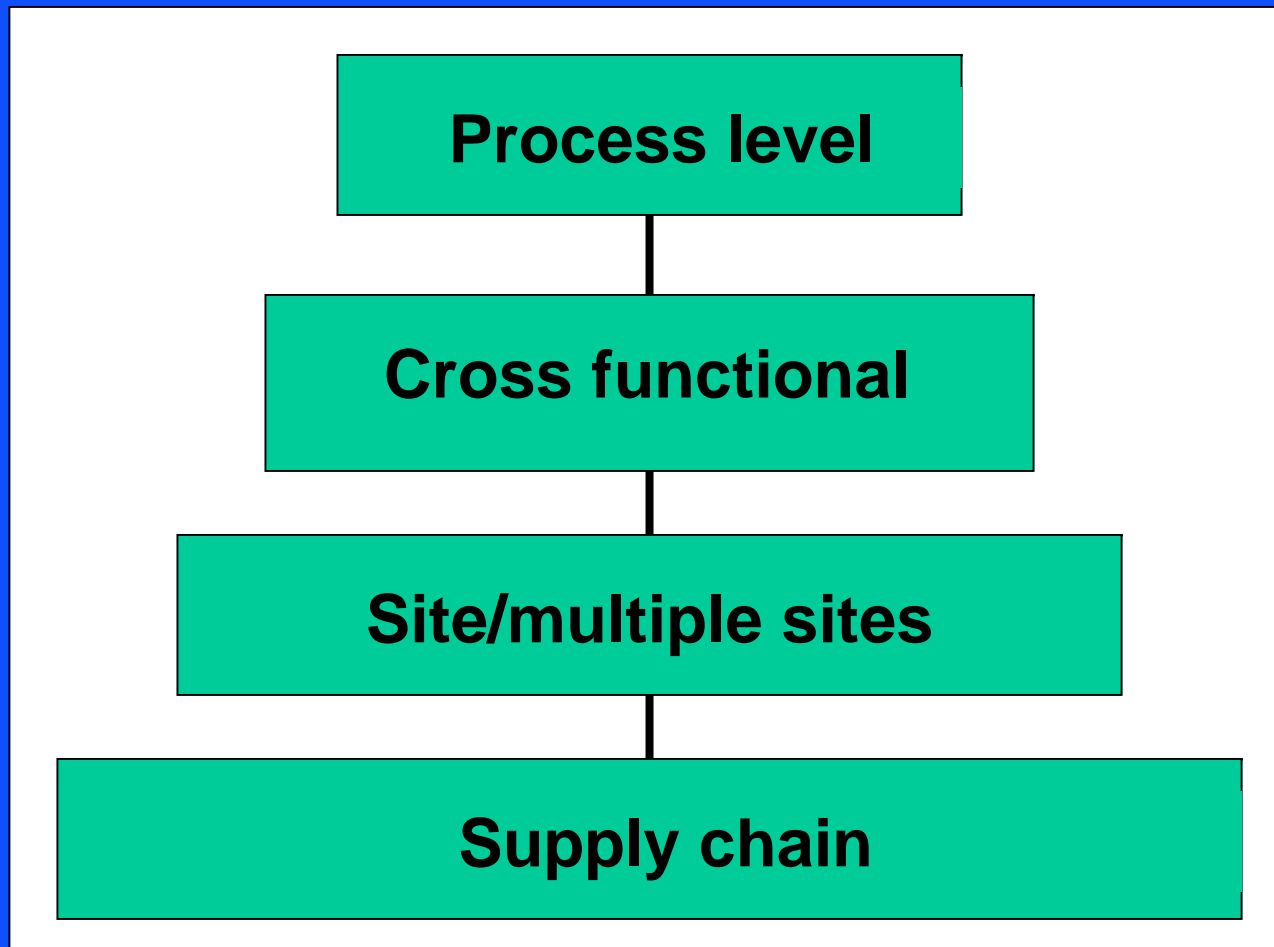 Process level
Cross functional
Site/multiple sites
Supply chain